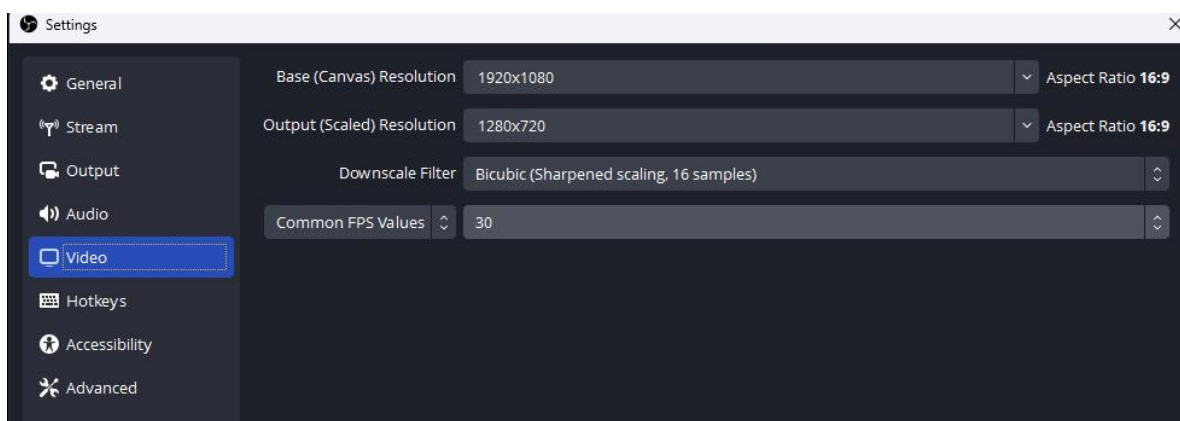 Settings
General
Stream
Output
Audio
Video
Hotkeys
Accessibility
Advanced
Base (Canvas) Resolution 1920x1080 Aspect Ratio 16:9
Output (Scaled) Resolution 1280x720 Aspect Ratio 16:9
Downscale Filter Bicubic (Sharpened scaling, 16 samples)
Common FPS Values 30